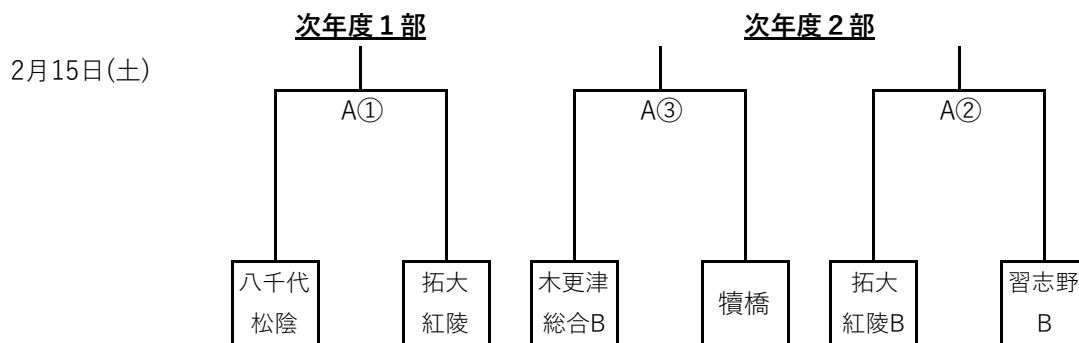 次年度１部
次年度２部
2月15日(土)
A①
A③
A②
八千代
松陰
拓大
紅陵
木更津
総合B
犢橋
拓大
紅陵B
習志野
B